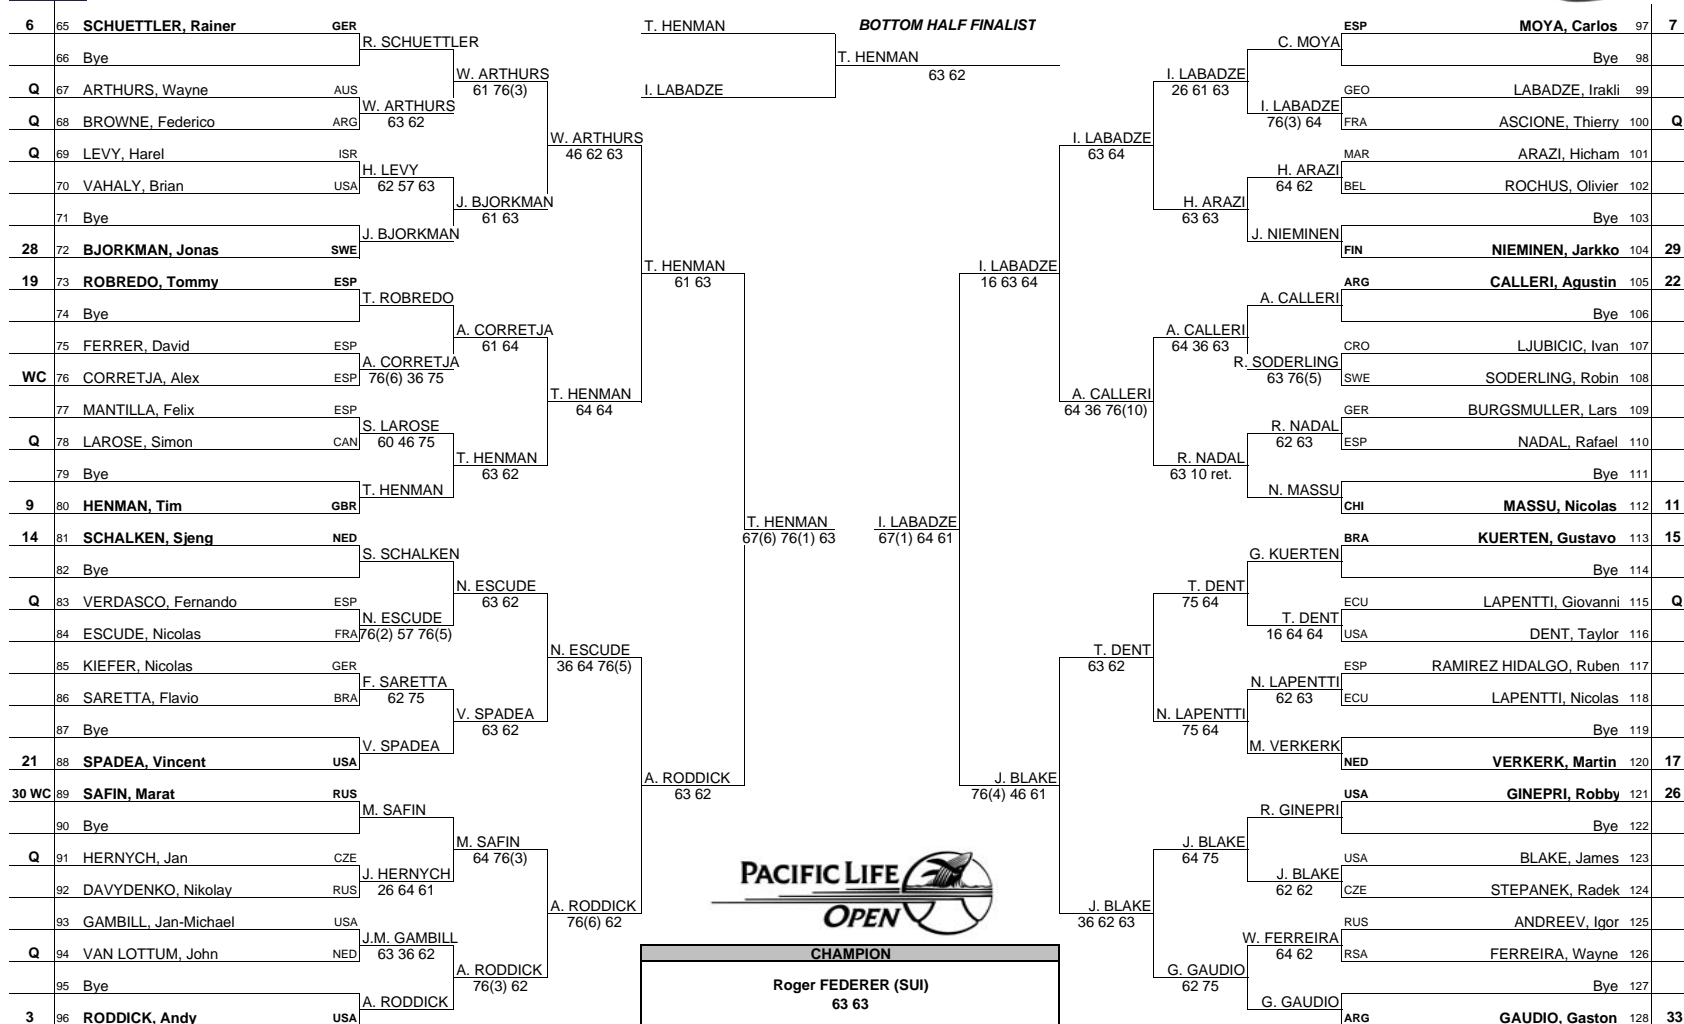 6 65 SCHUETTLER, Rainer GER
66 Bye
Q 67 ARTHURS, Wayne AUS
Q 68 BROWNE, Federico ARG
Q 69 LEVY, Harel ISR
70 VAHALY, Brian USA
71 Bye
28 72 BJORKMAN, Jonas SWE
19 73 ROBREDO, Tommy ESP
74 Bye
75 FERRER, David ESP
WC 76 CORRETJA, Alex ESP
77 MANTILLA, Felix ESP
Q 78 LAROSE, Simon CAN
79 Bye
9 80 HENMAN, Tim GBR
14 81 SCHALKEN, Sjeng NED
82 Bye
Q 83 VERDASCO, Fernando ESP
84 ESCUDE, Nicolas FRA
85 KIEFER, Nicolas GER
86 SARETTA, Flavio BRA
87 Bye
21 88 SPADEA, Vincent USA
30 WC 89 SAFIN, Marat RUS
90 Bye
Q 91 HERNYCH, Jan CZE
92 DAVYDENKO, Nikolay RUS
93 GAMBILL, Jan-Michael USA
Q 94 VAN LOTTUM, John NED
95 Bye
3 96 RODDICK, Andy USA
R. SCHUETTLER
W. ARTHURS
63 62
H. LEVY
62 57 63
J. BJORKMAN
T. ROBREDO
A. CORRETJA
76(6) 36 75
S. LAROSE
60 46 75
T. HENMAN
S. SCHALKEN
N. ESCUDE
76(2) 57 76(5)
F. SARETTA
62 75
V. SPADEA
M. SAFIN
J. HERNYCH
26 64 61
J.M. GAMBILL
63 36 62
A. RODDICK
W. ARTHURS
61 76(3)
J. BJORKMAN
61 63
A. CORRETJA
61 64
T. HENMAN
63 62
N. ESCUDE
63 62
V. SPADEA
63 62
M. SAFIN
64 76(3)
A. RODDICK
76(3) 62
W. ARTHURS
46 62 63
T. HENMAN
64 64
N. ESCUDE
36 64 76(5)
A. RODDICK
76(6) 62
T. HENMAN
61 63
A. RODDICK
63 62
T. HENMAN
67(6) 76(1) 63
T. HENMAN
I. LABADZE
BOTTOM HALF FINALIST
T. HENMAN
63 62
I. LABADZE
67(1) 64 61
I. LABADZE
16 63 64
J. BLAKE
76(4) 46 61
I. LABADZE
63 64
A. CALLERI
64 36 76(10)
T. DENT
63 62
J. BLAKE
36 62 63
I. LABADZE
26 61 63
H. ARAZI
63 63
A. CALLERI
64 36 63
R. NADAL
63 10 ret.
T. DENT
75 64
N. LAPENTTI
75 64
J. BLAKE
64 75
G. GAUDIO
62 75
C. MOYA
I. LABADZE
76(3) 64
H. ARAZI
64 62
J. NIEMINEN
A. CALLERI
R. SODERLING
63 76(5)
R. NADAL
62 63
N. MASSU
G. KUERTEN
T. DENT
16 64 64
N. LAPENTTI
62 63
M. VERKERK
R. GINEPRI
J. BLAKE
62 62
W. FERREIRA
64 62
G. GAUDIO
ESP MOYA, Carlos 97 7
Bye 98
GEO LABADZE, Irakli 99
FRA ASCIONE, Thierry 100 Q
MAR ARAZI, Hicham 101
BEL ROCHUS, Olivier 102
Bye 103
FIN NIEMINEN, Jarkko 104 29
ARG CALLERI, Agustin 105 22
Bye 106
CRO LJUBICIC, Ivan 107
SWE SODERLING, Robin 108
GER BURGSMULLER, Lars 109
ESP NADAL, Rafael 110
Bye 111
CHI MASSU, Nicolas 112 11
BRA KUERTEN, Gustavo 113 15
Bye 114
ECU LAPENTTI, Giovanni 115 Q
USA DENT, Taylor 116
ESP RAMIREZ HIDALGO, Ruben 117
ECU LAPENTTI, Nicolas 118
Bye 119
NED VERKERK, Martin 120 17
USA GINEPRI, Robby 121 26
Bye 122
USA BLAKE, James 123
CZE STEPANEK, Radek 124
RUS ANDREEV, Igor 125
RSA FERREIRA, Wayne 126
Bye 127
ARG GAUDIO, Gaston 128 33
PACIFIC LIFE
OPEN
CHAMPION
Roger FEDERER (SUI)
63 63